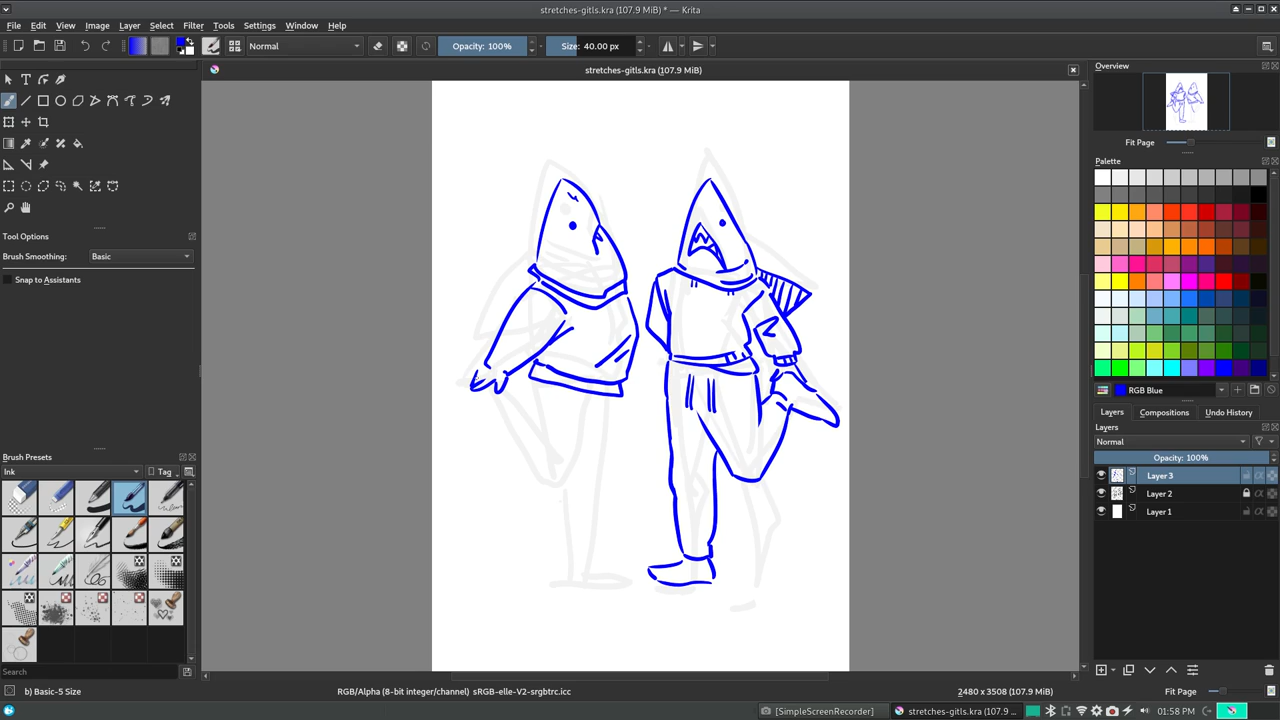 stretches-gitls.kra (107.9 MiB) * — Krita
File Edit View Image Layer Select Filter Tools Settings Window Help
Normal Opacity: 100% Size: 40.00 px
stretches-gitls.kra (107.9 MiB)
Overview
Fit Page
Palette
Tool Options
Brush Smoothing: Basic
Snap to Assistants
RGB Blue
Layers Compositions Undo History
Layers
Normal
Opacity: 100%
Layer 3
Layer 2
Layer 1
Brush Presets
Ink Tag
Search
b) Basic-5 Size RGB/Alpha (8-bit integer/channel) sRGB-elle-V2-srgbtrc.icc 2480 x 3508 (107.9 MiB) Fit Page
[SimpleScreenRecorder] stretches-gitls.kra (107.9 ... 01:58 PM